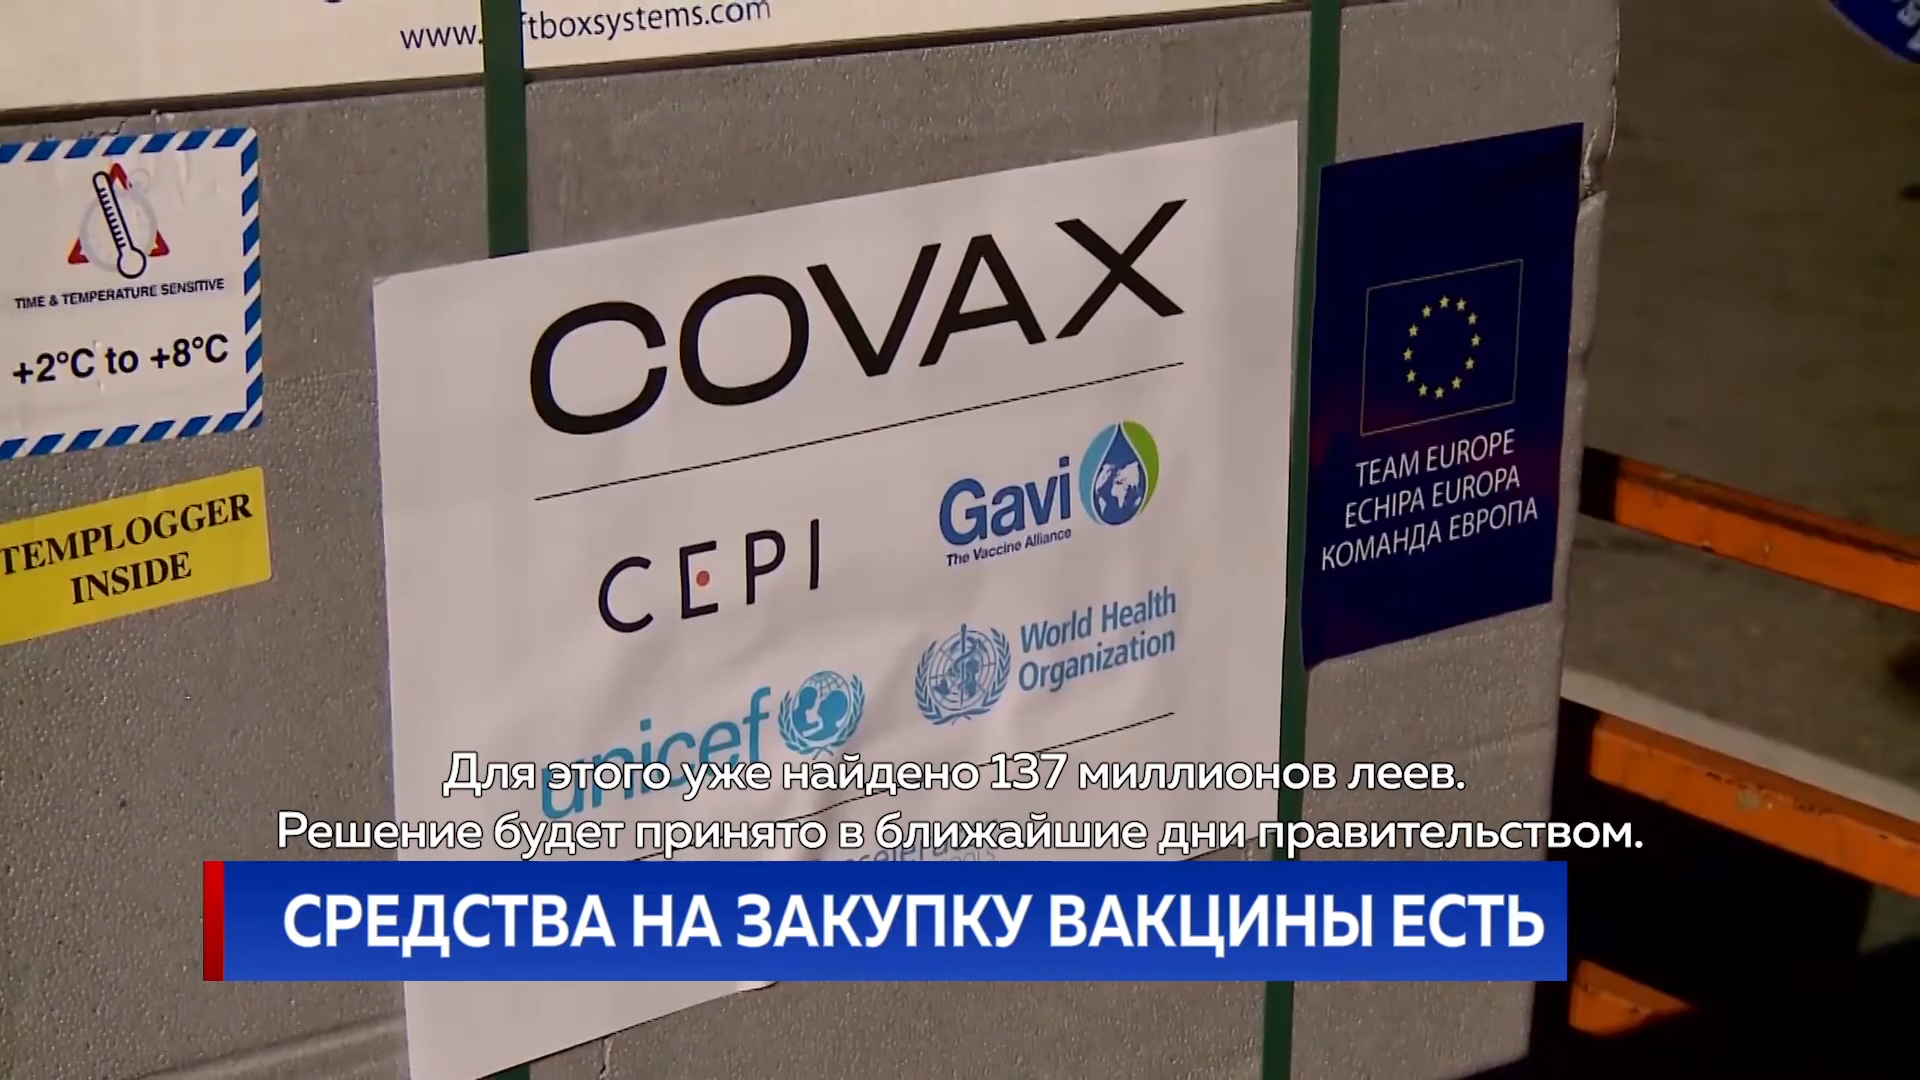 www.
ftboxsystems.com
TIME & TEMPERATURE SENSITIVE
+2°C to +8°C
TEMPLOGGER
INSIDE
COVAX
CEPI
Gavi
The Vaccine Alliance
unicef
World Health
Organization
TEAM EUROPE
ECHIPA EUROPA
КОМАНДА ЕВРОПА
Для этого уже найдено 137 миллионов леев.
Решение будет принято в ближайшие дни правительством.
СРЕДСТВА НА ЗАКУПКУ ВАКЦИНЫ ЕСТЬ